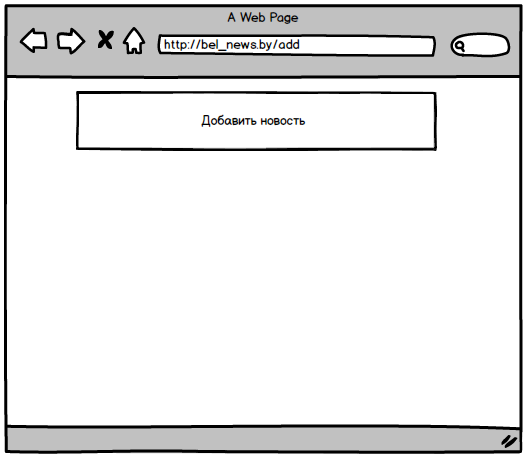 A Web Page
http://bel_news.by/add
Добавить новость